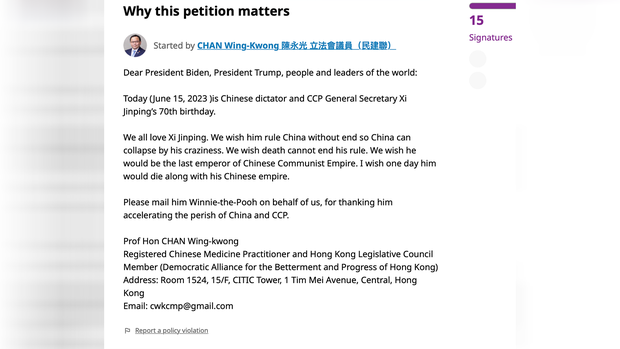 Why this petition matters
Started by CHAN Wing-Kwong 陳永光 立法會議員（民建聯）
Dear President Biden, President Trump, people and leaders of the world:
Today (June 15, 2023 )is Chinese dictator and CCP General Secretary Xi
Jinping's 70th birthday.
We all love Xi Jinping. We wish him rule China without end so China can
collapse by his craziness. We wish death cannot end his rule. We wish he
would be the last emperor of Chinese Communist Empire. I wish one day him
would die along with his Chinese empire.
Please mail him Winnie-the-Pooh on behalf of us, for thanking him
accelerating the perish of China and CCP.
Prof Hon CHAN Wing-kwong
Registered Chinese Medicine Practitioner and Hong Kong Legislative Council
Member (Democratic Alliance for the Betterment and Progress of Hong Kong)
Address: Room 1524, 15/F, CITIC Tower, 1 Tim Mei Avenue, Central, Hong
Kong
Email: cwkcmp@gmail.com
Report a policy violation
15
Signatures